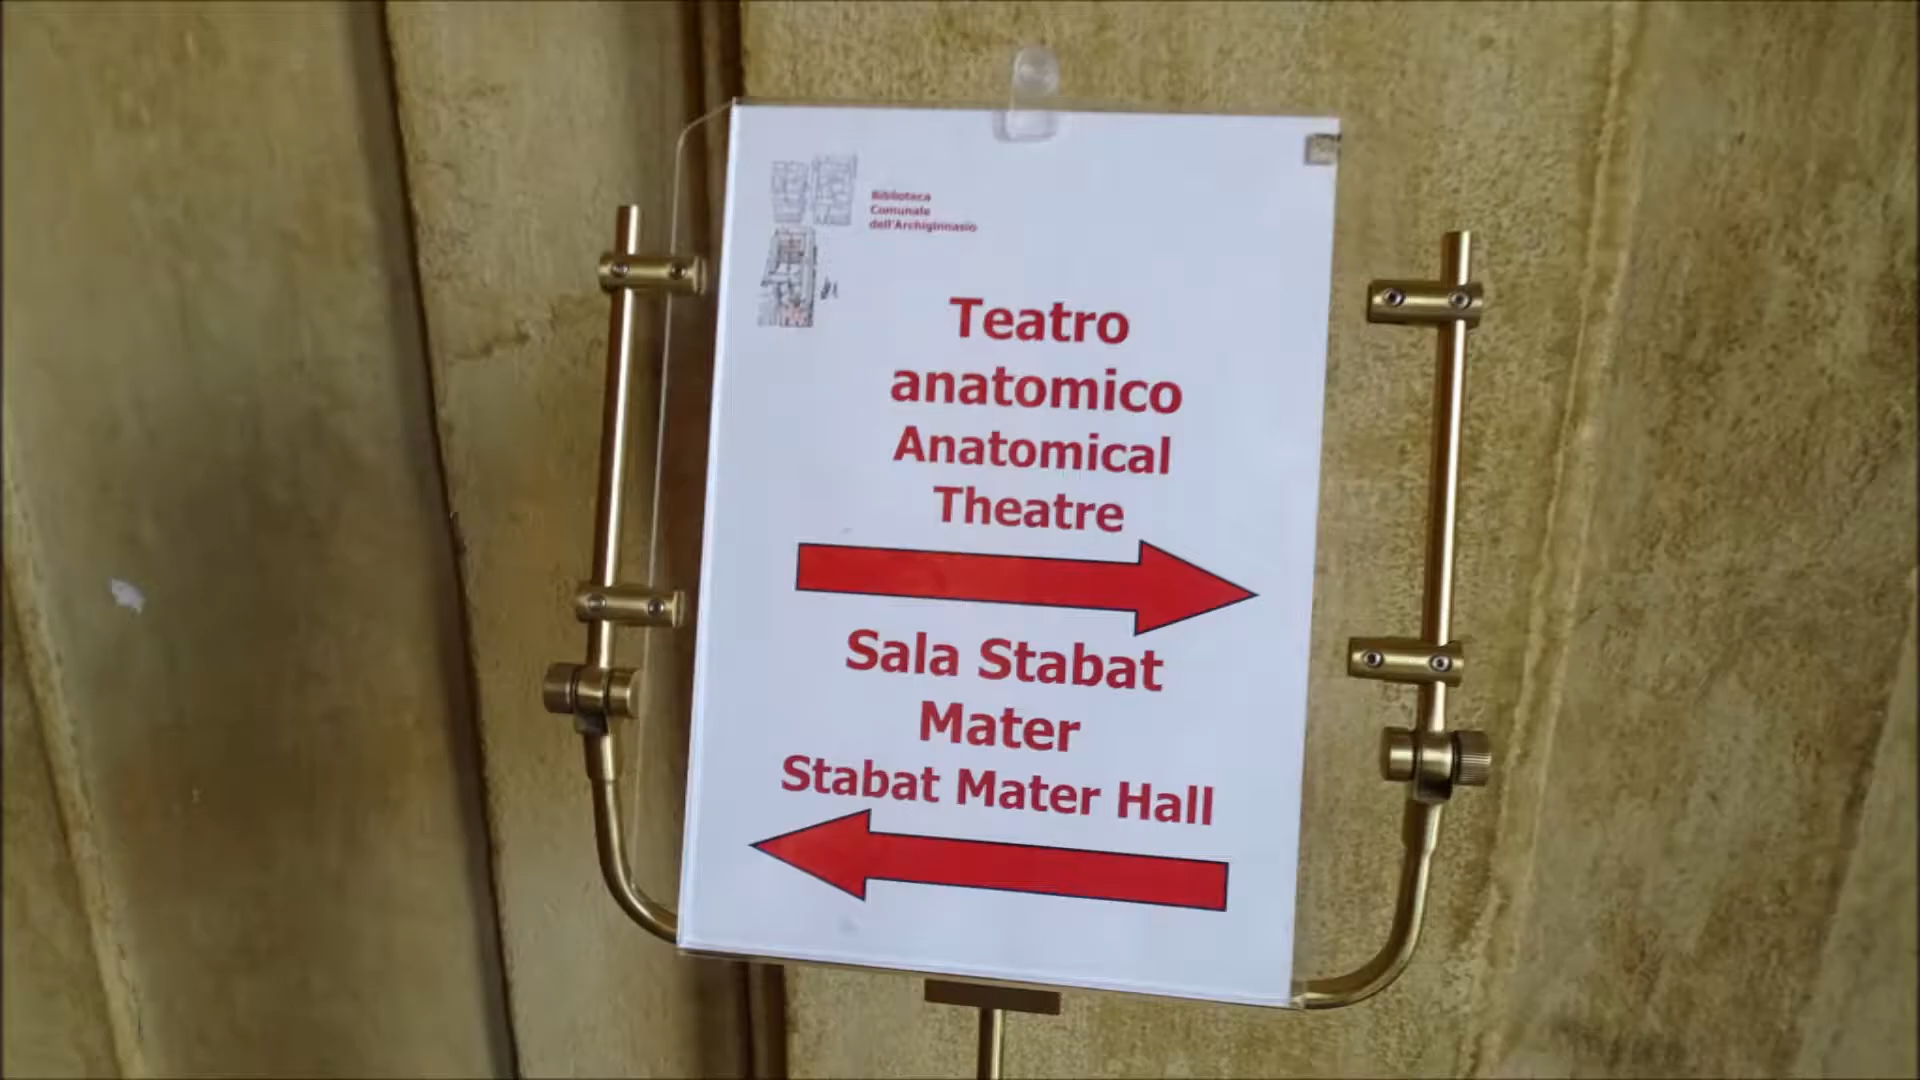 Biblioteca
Comunale
dell'Archiginnasio
Teatro
anatomico
Anatomical
Theatre
Sala Stabat
Mater
Stabat Mater Hall